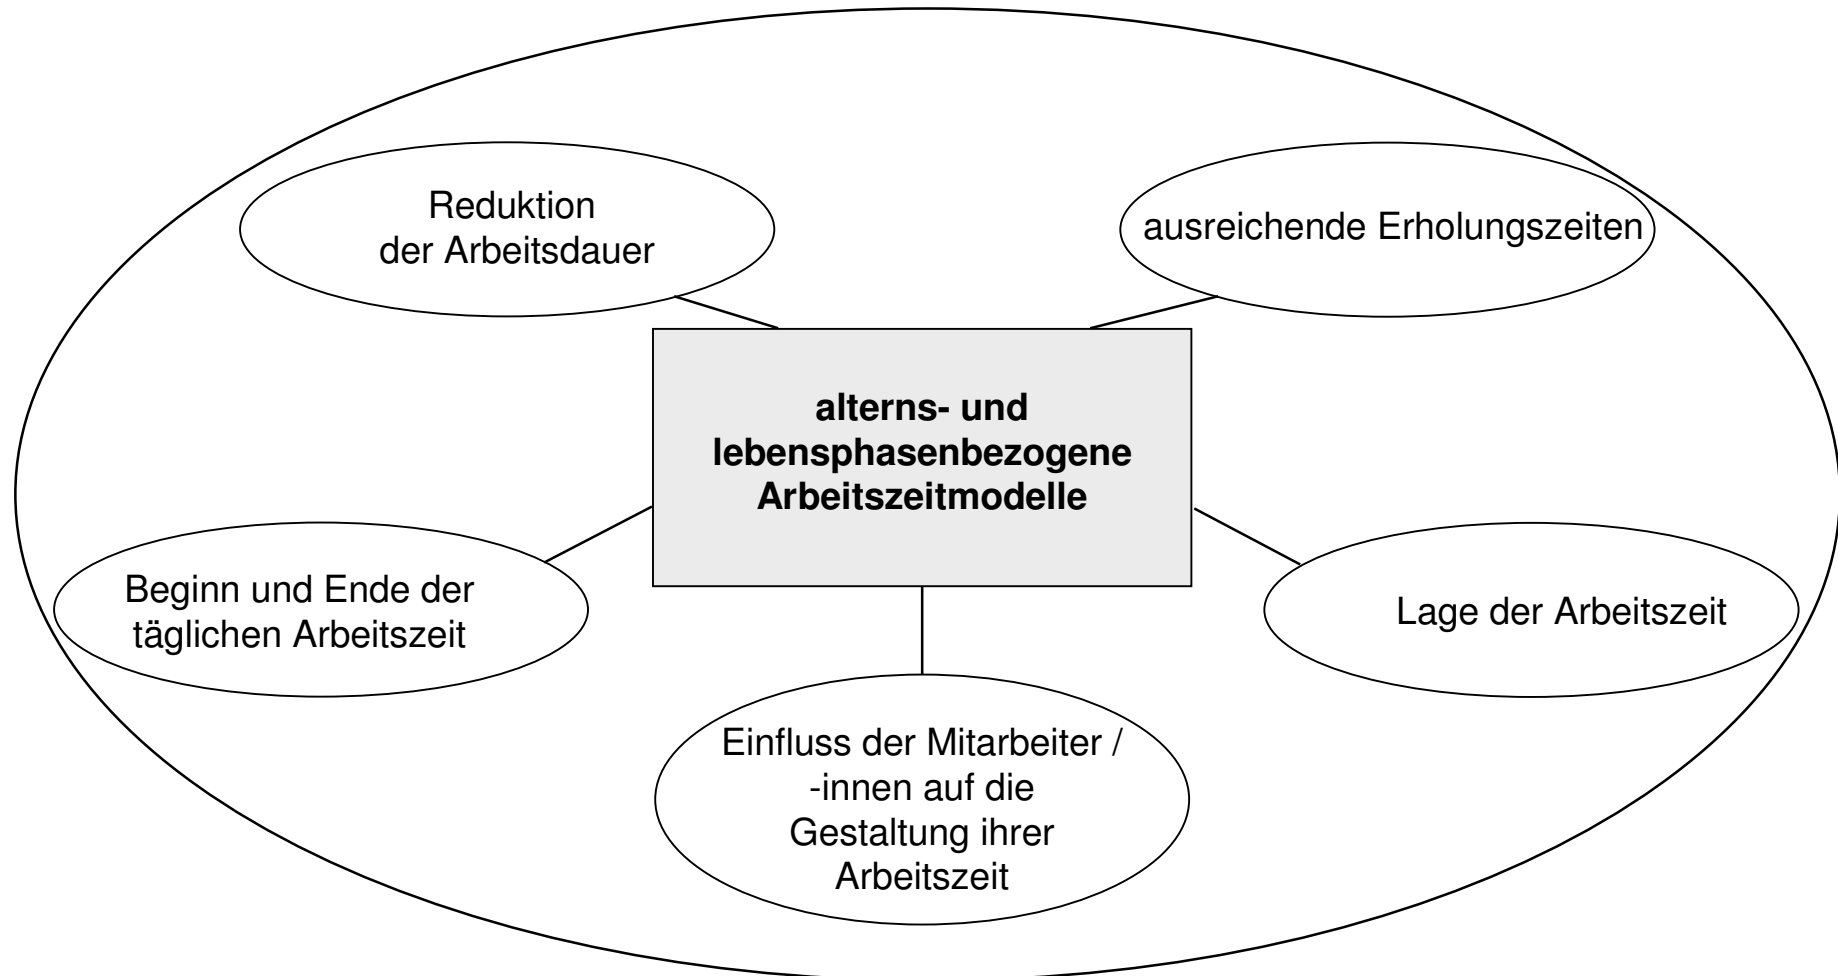 Reduktion
der Arbeitsdauer
ausreichende Erholungszeiten
alterns- und
lebensphasenbezogene
Arbeitszeitmodelle
Beginn und Ende der
täglichen Arbeitszeit
Lage der Arbeitszeit
Einfluss der Mitarbeiter /
-innen auf die
Gestaltung ihrer
Arbeitszeit